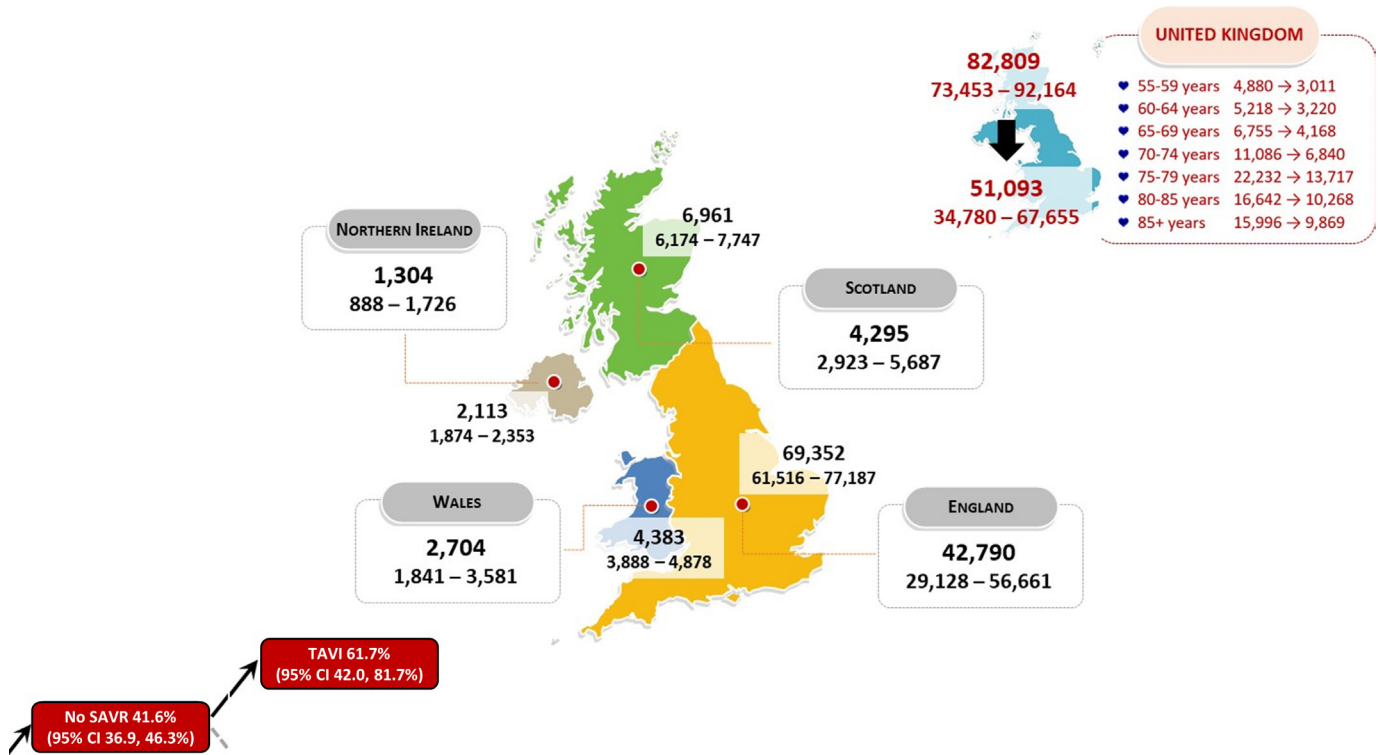 UNITED KINGDOM
82,809
73,453 – 92,164
51,093
34,780 – 67,655
55-59 years 4,880 → 3,011
60-64 years 5,218 → 3,220
65-69 years 6,755 → 4,168
70-74 years 11,086 → 6,840
75-79 years 22,232 → 13,717
80-85 years 16,642 → 10,268
85+ years 15,996 → 9,869
6,961
6,174 – 7,747
NORTHERN IRELAND
1,304
888 – 1,726
SCOTLAND
4,295
2,923 – 5,687
2,113
1,874 – 2,353
69,352
61,516 – 77,187
WALES
2,704
1,841 – 3,581
4,383
3,888 – 4,878
ENGLAND
42,790
29,128 – 56,661
TAVI 61.7%
(95% CI 42.0, 81.7%)
No SAVR 41.6%
(95% CI 36.9, 46.3%)